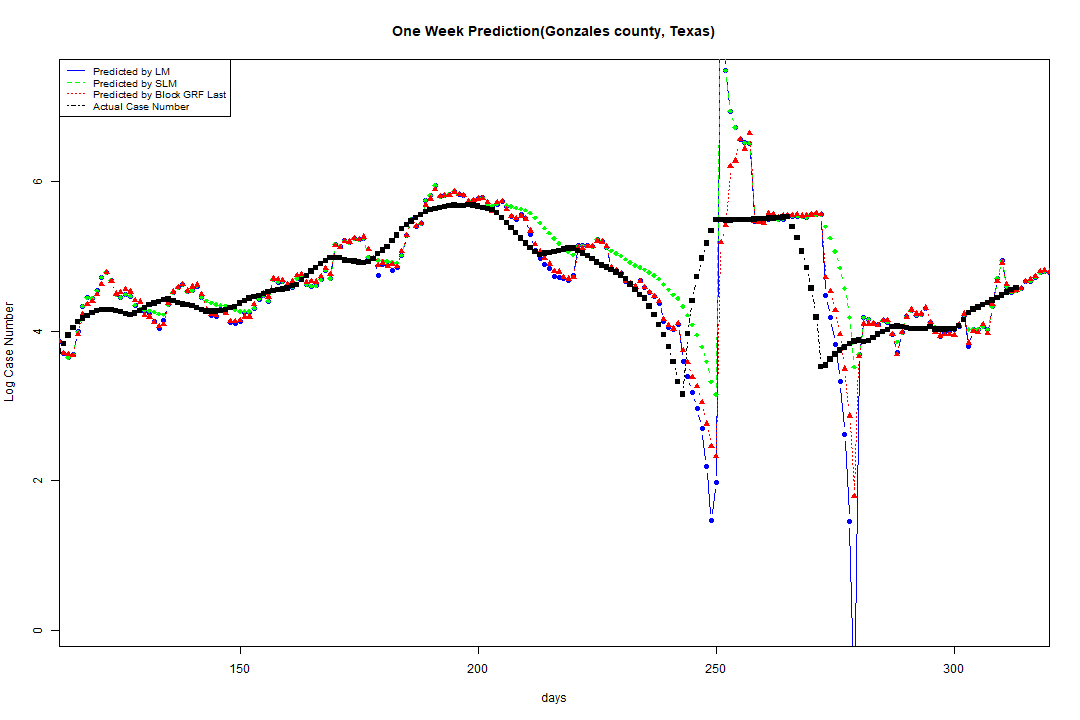 One Week Prediction(Gonzales county, Texas)
Predicted by LM
Predicted by SLM
Predicted by Block GRF Last
Actual Case Number
6
4
2
0
Log Case Number
150 200 250 300
days